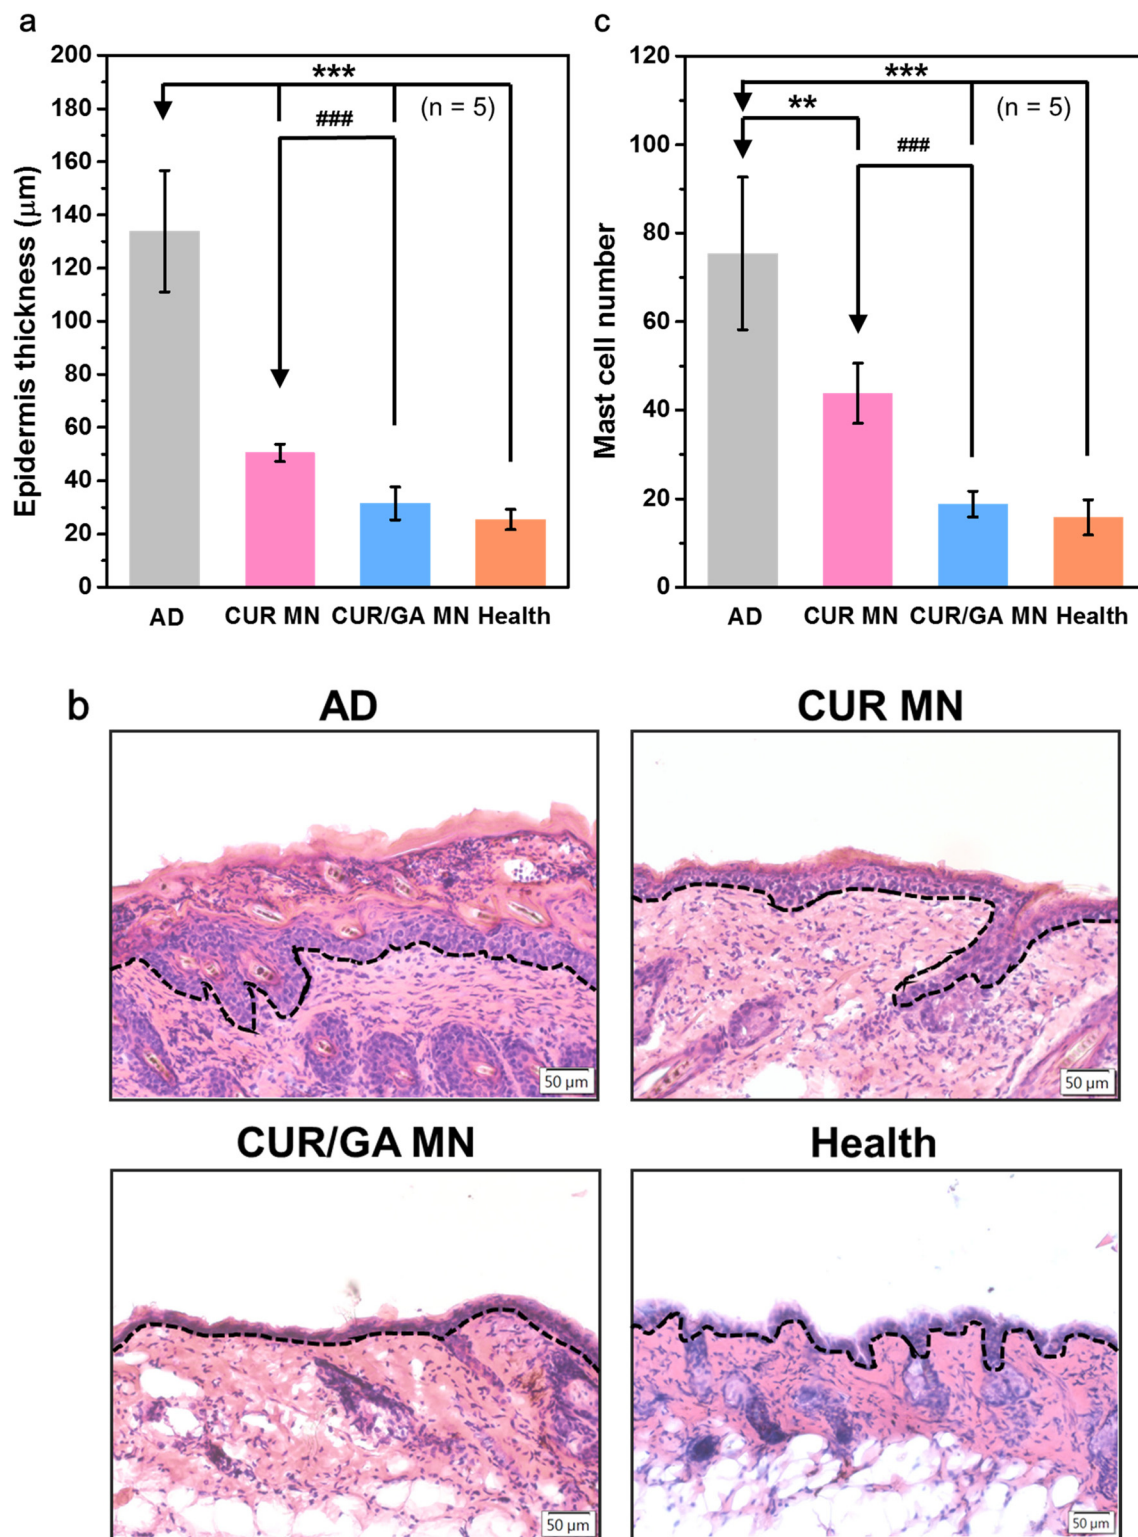 a
200
180
160
140
120
100
80
60
40
20
0
Epidermis thickness (μm)
***
###
(n = 5)
AD CUR MN CUR/GA MN Health
c
120
100
80
60
40
20
0
Mast cell number
***
**
###
(n = 5)
AD CUR MN CUR/GA MN Health
b
AD
50 μm
CUR MN
50 μm
CUR/GA MN
50 μm
Health
50 μm